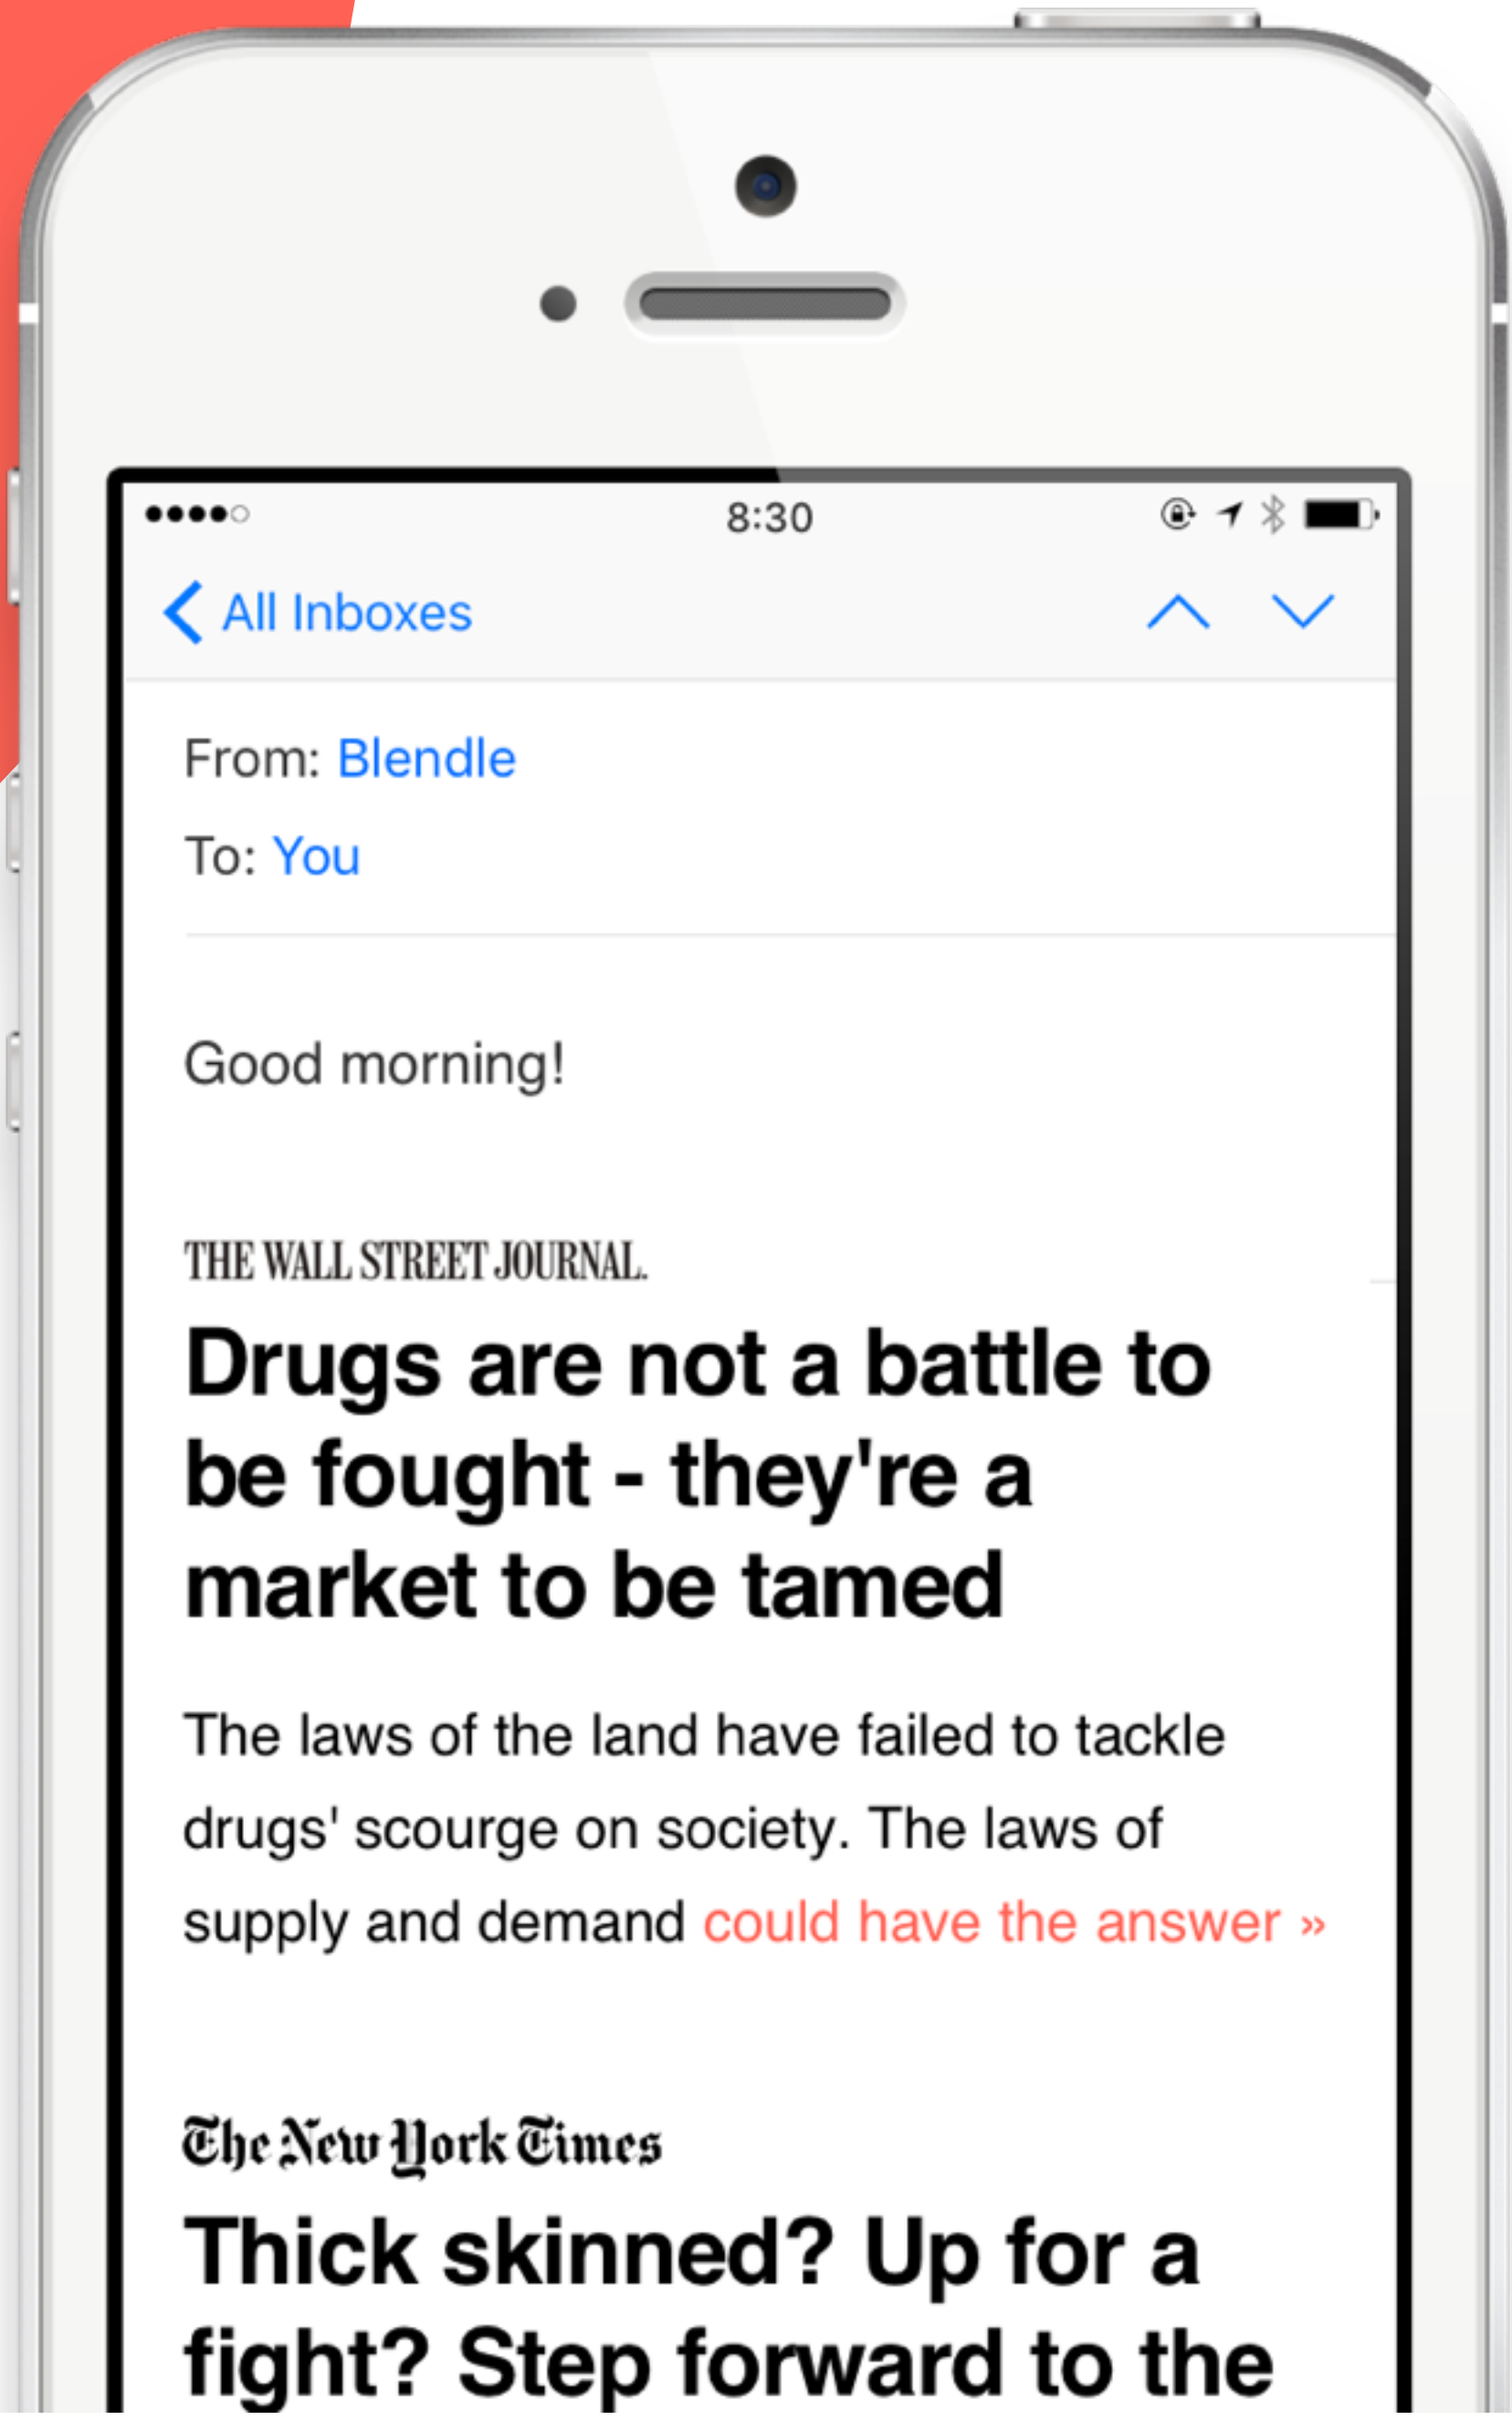 8:30
All Inboxes
From: Blendle
To: You
Good morning!
THE WALL STREET JOURNAL.
Drugs are not a battle to
be fought - they're a
market to be tamed
The laws of the land have failed to tackle
drugs' scourge on society. The laws of
supply and demand could have the answer »
The New York Times
Thick skinned? Up for a
fight? Step forward to the